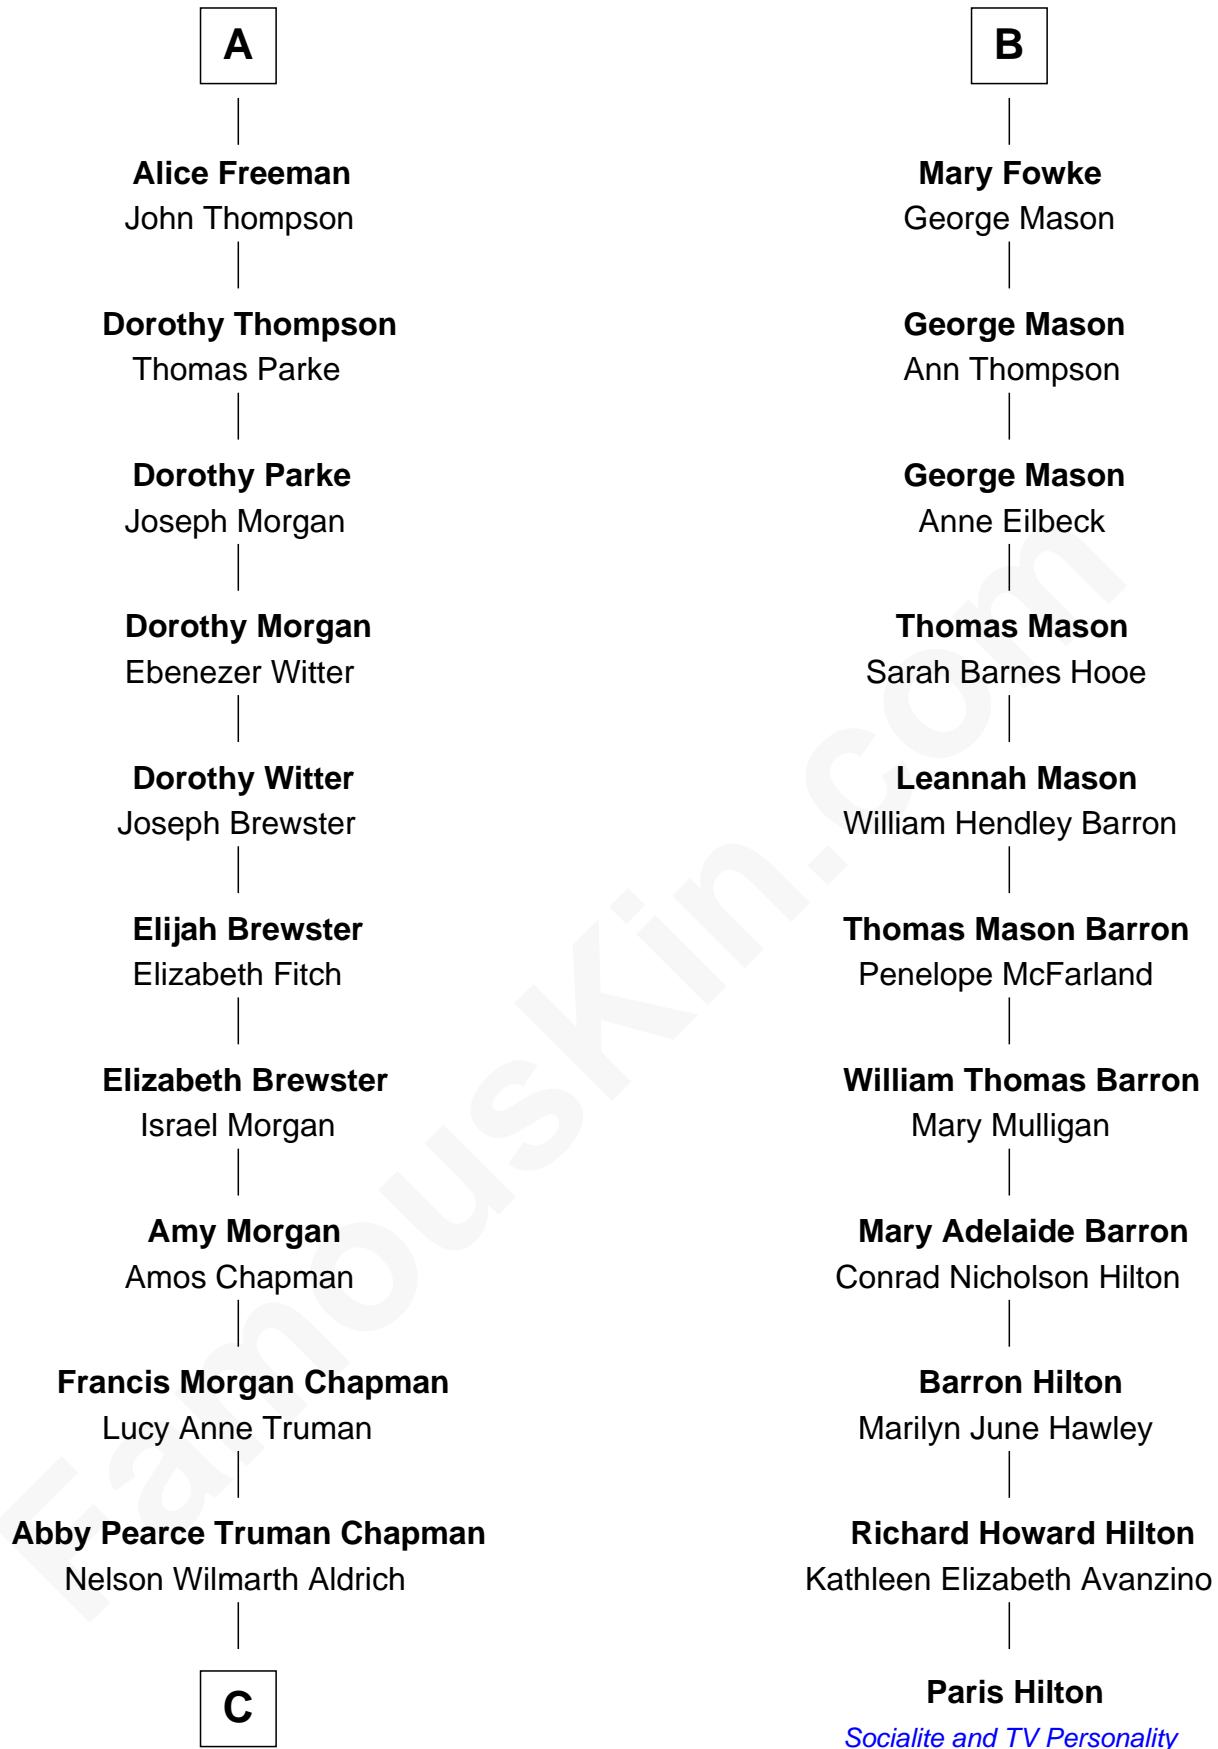 A
Alice Freeman
John Thompson
Dorothy Thompson
Thomas Parke
Dorothy Parke
Joseph Morgan
Dorothy Morgan
Ebenezer Witter
Dorothy Witter
Joseph Brewster
Elijah Brewster
Elizabeth Fitch
Elizabeth Brewster
Israel Morgan
Amy Morgan
Amos Chapman
Francis Morgan Chapman
Lucy Anne Truman
Abby Pearce Truman Chapman
Nelson Wilmarth Aldrich
C
B
Mary Fowke
George Mason
George Mason
Ann Thompson
George Mason
Anne Eilbeck
Thomas Mason
Sarah Barnes Hooe
Leannah Mason
William Hendley Barron
Thomas Mason Barron
Penelope McFarland
William Thomas Barron
Mary Mulligan
Mary Adelaide Barron
Conrad Nicholson Hilton
Barron Hilton
Marilyn June Hawley
Richard Howard Hilton
Kathleen Elizabeth Avanzino
Paris Hilton
Socialite and TV Personality
FamousKin.com